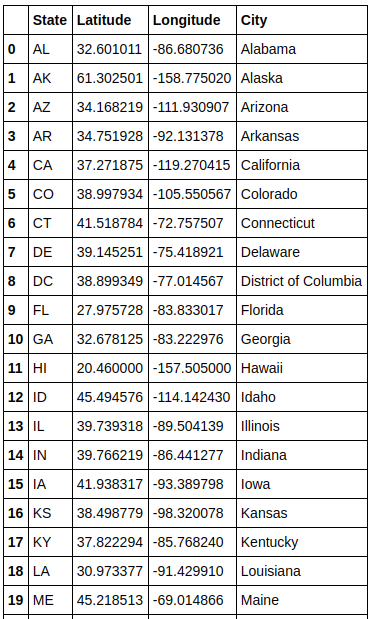 State Latitude Longitude City
0 AL 32.601011 -86.680736 Alabama
1 AK 61.302501 -158.775020 Alaska
2 AZ 34.168219 -111.930907 Arizona
3 AR 34.751928 -92.131378 Arkansas
4 CA 37.271875 -119.270415 California
5 CO 38.997934 -105.550567 Colorado
6 CT 41.518784 -72.757507 Connecticut
7 DE 39.145251 -75.418921 Delaware
8 DC 38.899349 -77.014567 District of Columbia
9 FL 27.975728 -83.833017 Florida
10 GA 32.678125 -83.222976 Georgia
11 HI 20.460000 -157.505000 Hawaii
12 ID 45.494576 -114.142430 Idaho
13 IL 39.739318 -89.504139 Illinois
14 IN 39.766219 -86.441277 Indiana
15 IA 41.938317 -93.389798 Iowa
16 KS 38.498779 -98.320078 Kansas
17 KY 37.822294 -85.768240 Kentucky
18 LA 30.973377 -91.429910 Louisiana
19 ME 45.218513 -69.014866 Maine